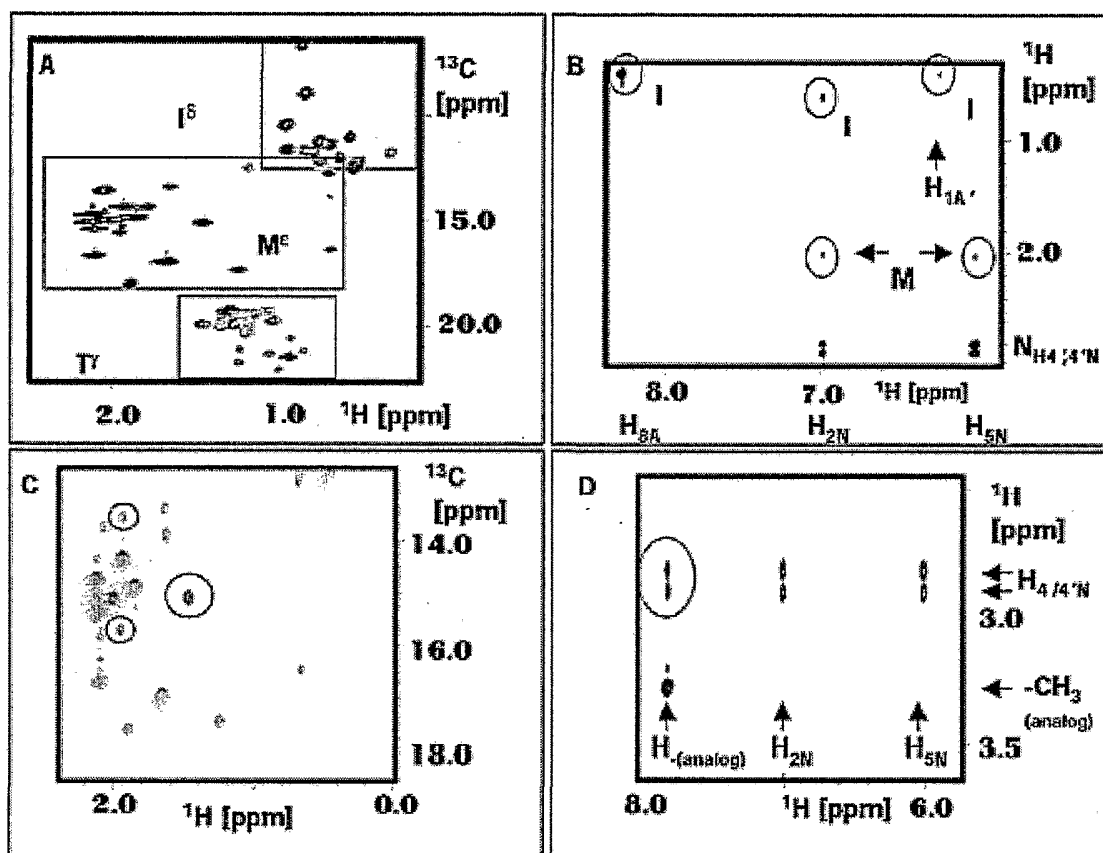 A
¹³C
[ppm]
I^δ
15.0
M^ε
20.0
T^γ
2.0
1.0
¹H [ppm]
B
¹H
[ppm]
I
I
I
1.0
H_1A'
2.0
M
N_H4';4"N
8.0
7.0
¹H [ppm]
H_8A
H_2N
H_5N
C
¹³C
[ppm]
14.0
16.0
18.0
2.0
¹H [ppm]
0.0
D
¹H
[ppm]
H_4'/4"N
3.0
-CH₃
(analog)
H_-(analog)
H_2N
H_5N
3.5
8.0
¹H [ppm]
6.0